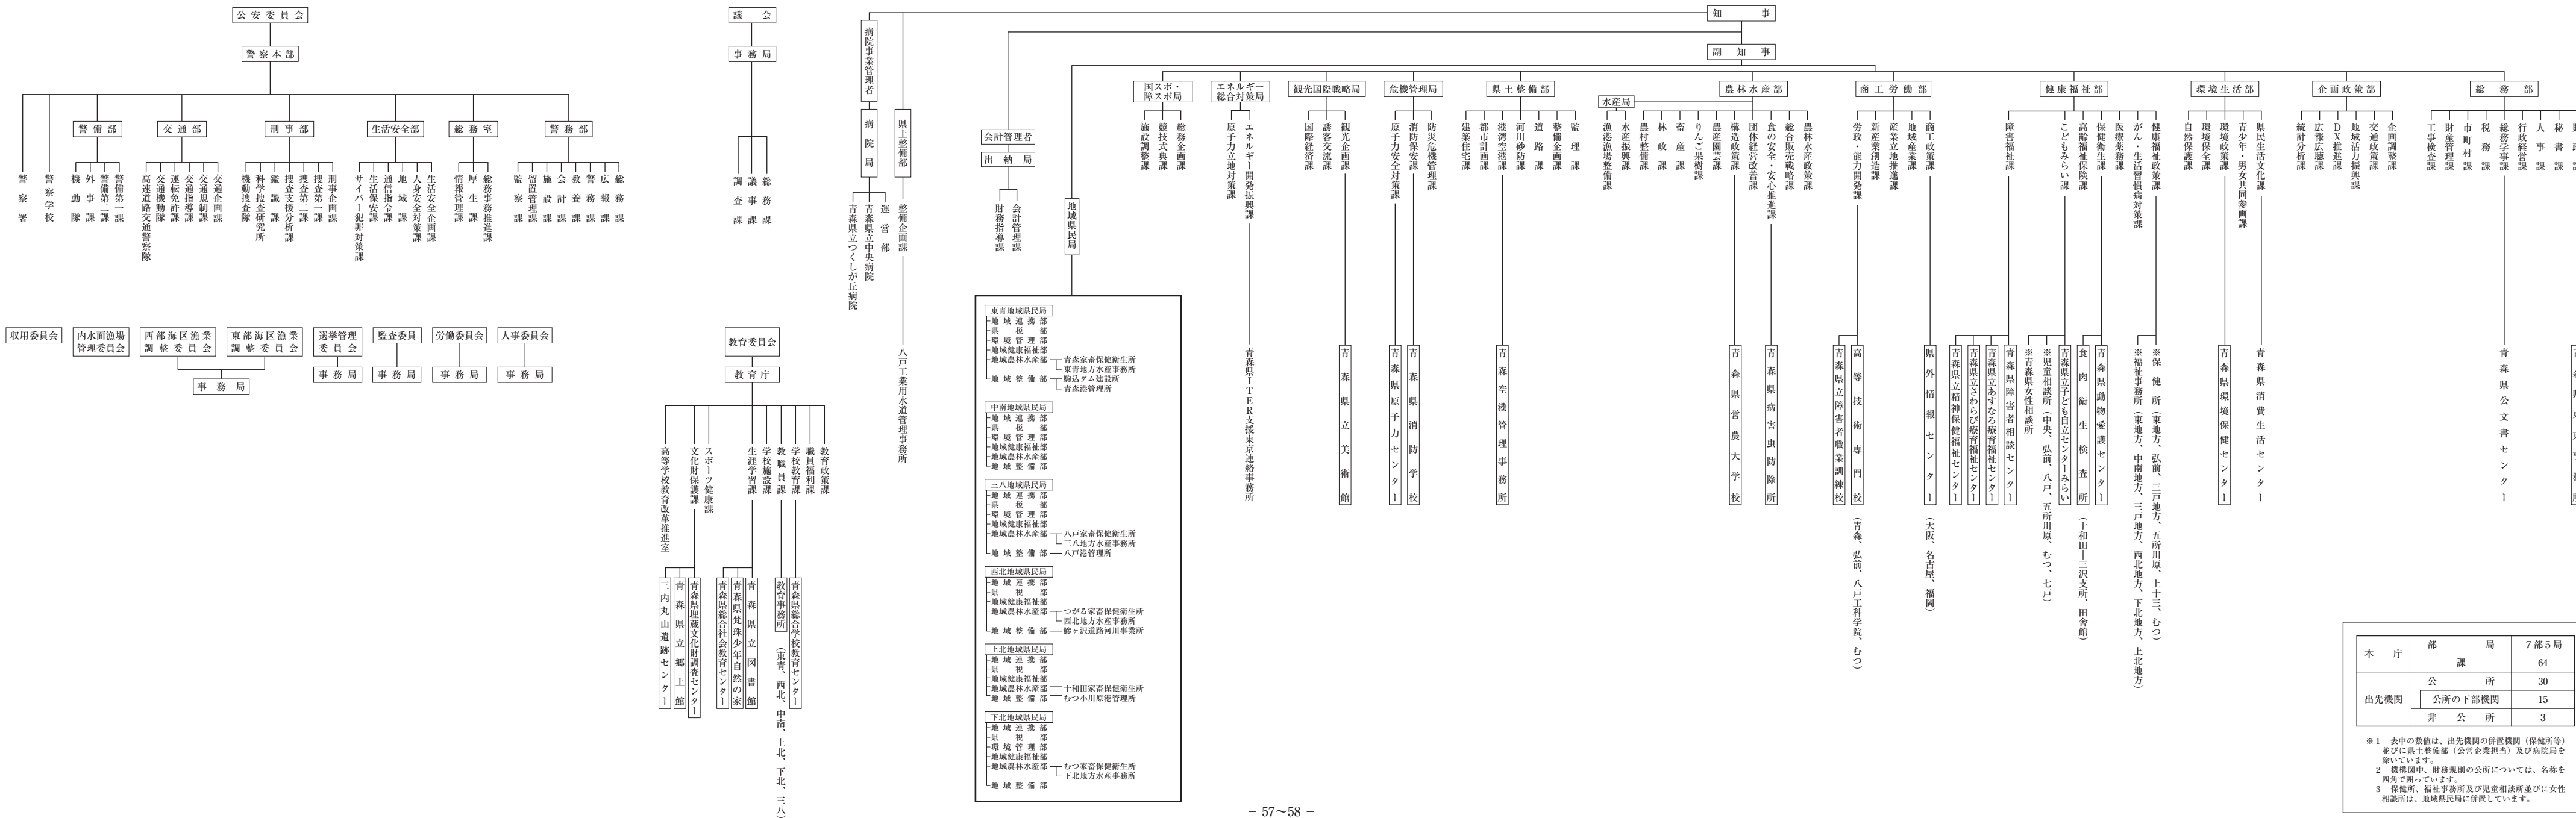 公安委員会
警察本部
警察署
警察学校
警備部
機動隊
外事課
警備第二課
警備第一課
交通部
高速道路交通警察隊
交通機動隊
運転免許課
交通指導課
交通規制課
交通企画課
刑事部
機動捜査隊
科学捜査研究所
鑑識課
捜査支援分析課
捜査第二課
捜査第一課
刑事企画課
生活安全部
サイバー犯罪対策課
生活保安課
通信指令課
地域課
人身安全対策課
生活安全企画課
総務室
情報管理課
厚生課
総務事務推進課
警務部
監察課
留置管理課
施設課
会計課
教養課
警務課
広報課
総務課
収用委員会
内水面漁場
管理委員会
西部海区漁業
調整委員会
東部海区漁業
調整委員会
事務局
選挙管理
委員会
事務局
監査委員
事務局
労働委員会
事務局
人事委員会
事務局
議会
事務局
調査課
議事課
総務課
教育委員会
教育庁
高等学校教育改革推進室
文化財保護課
スポーツ健康課
生涯学習課
学校施設課
教職員課
学校教育課
職員福利課
教育政策課
三内丸山遺跡センター
青森県立郷土館
青森県埋蔵文化財調査センター
青森県総合社会教育センター
青森県梵珠少年自然の家
青森県立図書館
教育事務所（東青、西北、中南、上北、下北、三八）
青森県総合学校教育センター
知事
副知事
病院事業管理者
病院局
青森県立つくしが丘病院
青森県立中央病院
運営部
県土整備部
整備企画課
八戸工業用水道管理事務所
会計管理者
出納局
財務指導課
会計管理課
地域県民局
東青地域県民局
地域連携部
県税部
環境管理部
地域健康福祉部
地域農林水産部
青森家畜保健衛生所
東青地方水産事務所
地域整備部
駒込ダム建設所
青森港管理所
中南地域県民局
地域連携部
県税部
環境管理部
地域健康福祉部
地域農林水産部
地域整備部
三八地域県民局
地域連携部
県税部
環境管理部
地域健康福祉部
地域農林水産部
八戸家畜保健衛生所
三八地方水産事務所
地域整備部
八戸港管理所
西北地域県民局
地域連携部
県税部
地域健康福祉部
地域農林水産部
つがる家畜保健衛生所
西北地方水産事務所
地域整備部
鰺ヶ沢道路河川事業所
上北地域県民局
地域連携部
県税部
地域健康福祉部
地域農林水産部
十和田家畜保健衛生所
地域整備部
むつ小川原港管理所
下北地域県民局
地域連携部
県税部
環境管理部
地域健康福祉部
地域農林水産部
むつ家畜保健衛生所
下北地方水産事務所
地域整備部
国スポ・
障スポ局
施設調整課
競技式典課
総務企画課
エネルギー
総合対策局
原子力立地対策課
エネルギー開発振興課
青森県ITER支援東京連絡事務所
観光国際戦略局
国際経済課
誘客交流課
観光企画課
青森県立美術館
危機管理局
原子力安全対策課
消防保安課
防災危機管理課
青森県原子力センター
青森県消防学校
県土整備部
建築住宅課
都市計画課
港湾空港課
河川砂防課
道路課
整備企画課
監理課
青森空港管理事務所
農林水産部
水産局
漁港漁場整備課
水産振興課
農村整備課
林政課
畜産課
りんご果樹課
農産園芸課
構造政策課
団体経営改善課
食の安全・安心推進課
総合販売戦略課
農林水産政策課
青森県営農大学校
青森県病害虫防除所
商工労働部
労政・能力開発課
新産業創造課
産業立地推進課
地域産業課
商工政策課
青森県立障害者職業訓練校
高等技術専門校（青森、弘前、八戸工科学院、むつ）
県外情報センター（大阪、名古屋、福岡）
健康福祉部
障害福祉課
こどもみらい課
高齢福祉保険課
保健衛生課
医療薬務課
がん・生活習慣病対策課
健康福祉政策課
青森県立精神保健福祉センター
青森県立さわらび療育福祉センター
青森県立あすなろ療育福祉センター
青森県障害者相談センター
※青森県女性相談所
※児童相談所（中央、弘前、八戸、五所川原、むつ、七戸）
青森県立子ども自立センターみらい
食肉衛生検査所（十和田―三沢支所、田舎館）
青森県動物愛護センター
※福祉事務所（東地方、中南地方、三戸地方、西北地方、下北地方、上北地方）
※保健所（東地方、弘前、三戸地方、五所川原、上十三、むつ）
環境生活部
自然保護課
環境保全課
環境政策課
青少年・男女共同参画課
県民生活文化課
青森県環境保健センター
青森県消費生活センター
企画政策部
統計分析課
広報広聴課
DX推進課
地域活力振興課
交通政策課
企画調整課
総務部
工事検査課
財産管理課
市町村課
税務課
総務学事課
行政経営課
人事課
秘書課
青森県公文書センター
本庁
部局
7部5局
課
64
出先機関
公所
30
公所の下部機関
15
非公所
3
※1　表中の数値は、出先機関の併置機関（保健所等）
並びに県土整備部（公営企業担当）及び病院局を
除いています。
2　機構図中、財務規則の公所については、名称を
四角で囲っています。
3　保健所、福祉事務所及び児童相談所並びに女性
相談所は、地域県民局に併置しています。
－ 57～58 －